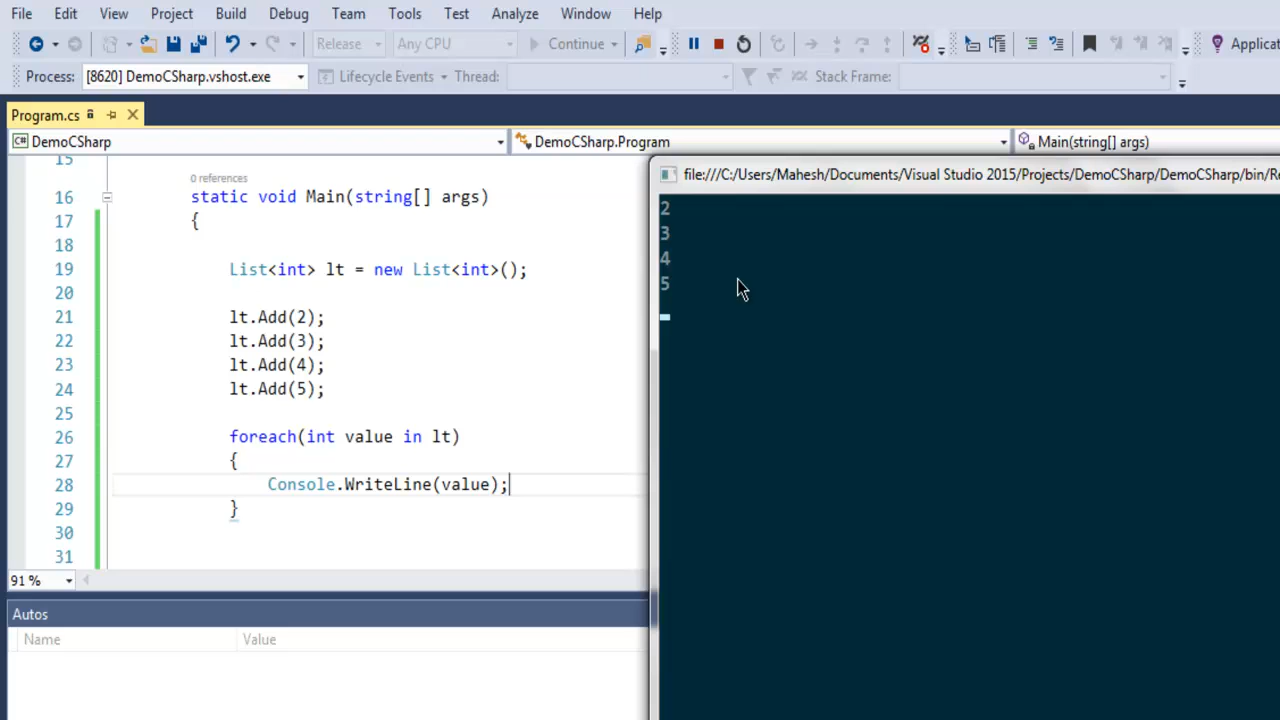 File Edit View Project Build Debug Team Tools Test Analyze Window Help
Release Any CPU Continue Applica
Process: [8620] DemoCSharp.vshost.exe Lifecycle Events Thread: Stack Frame:
Program.cs
C# DemoCSharp DemoCSharp.Program Main(string[] args)
file:///C:/Users/Mahesh/Documents/Visual Studio 2015/Projects/DemoCSharp/DemoCSharp/bin/Re
15
0 references
16 static void Main(string[] args)
17 {
18
19 List<int> lt = new List<int>();
20
21 lt.Add(2);
22 lt.Add(3);
23 lt.Add(4);
24 lt.Add(5);
25
26 foreach(int value in lt)
27 {
28 Console.WriteLine(value);
29 }
30
31
2
3
4
5
91 %
Autos
Name Value